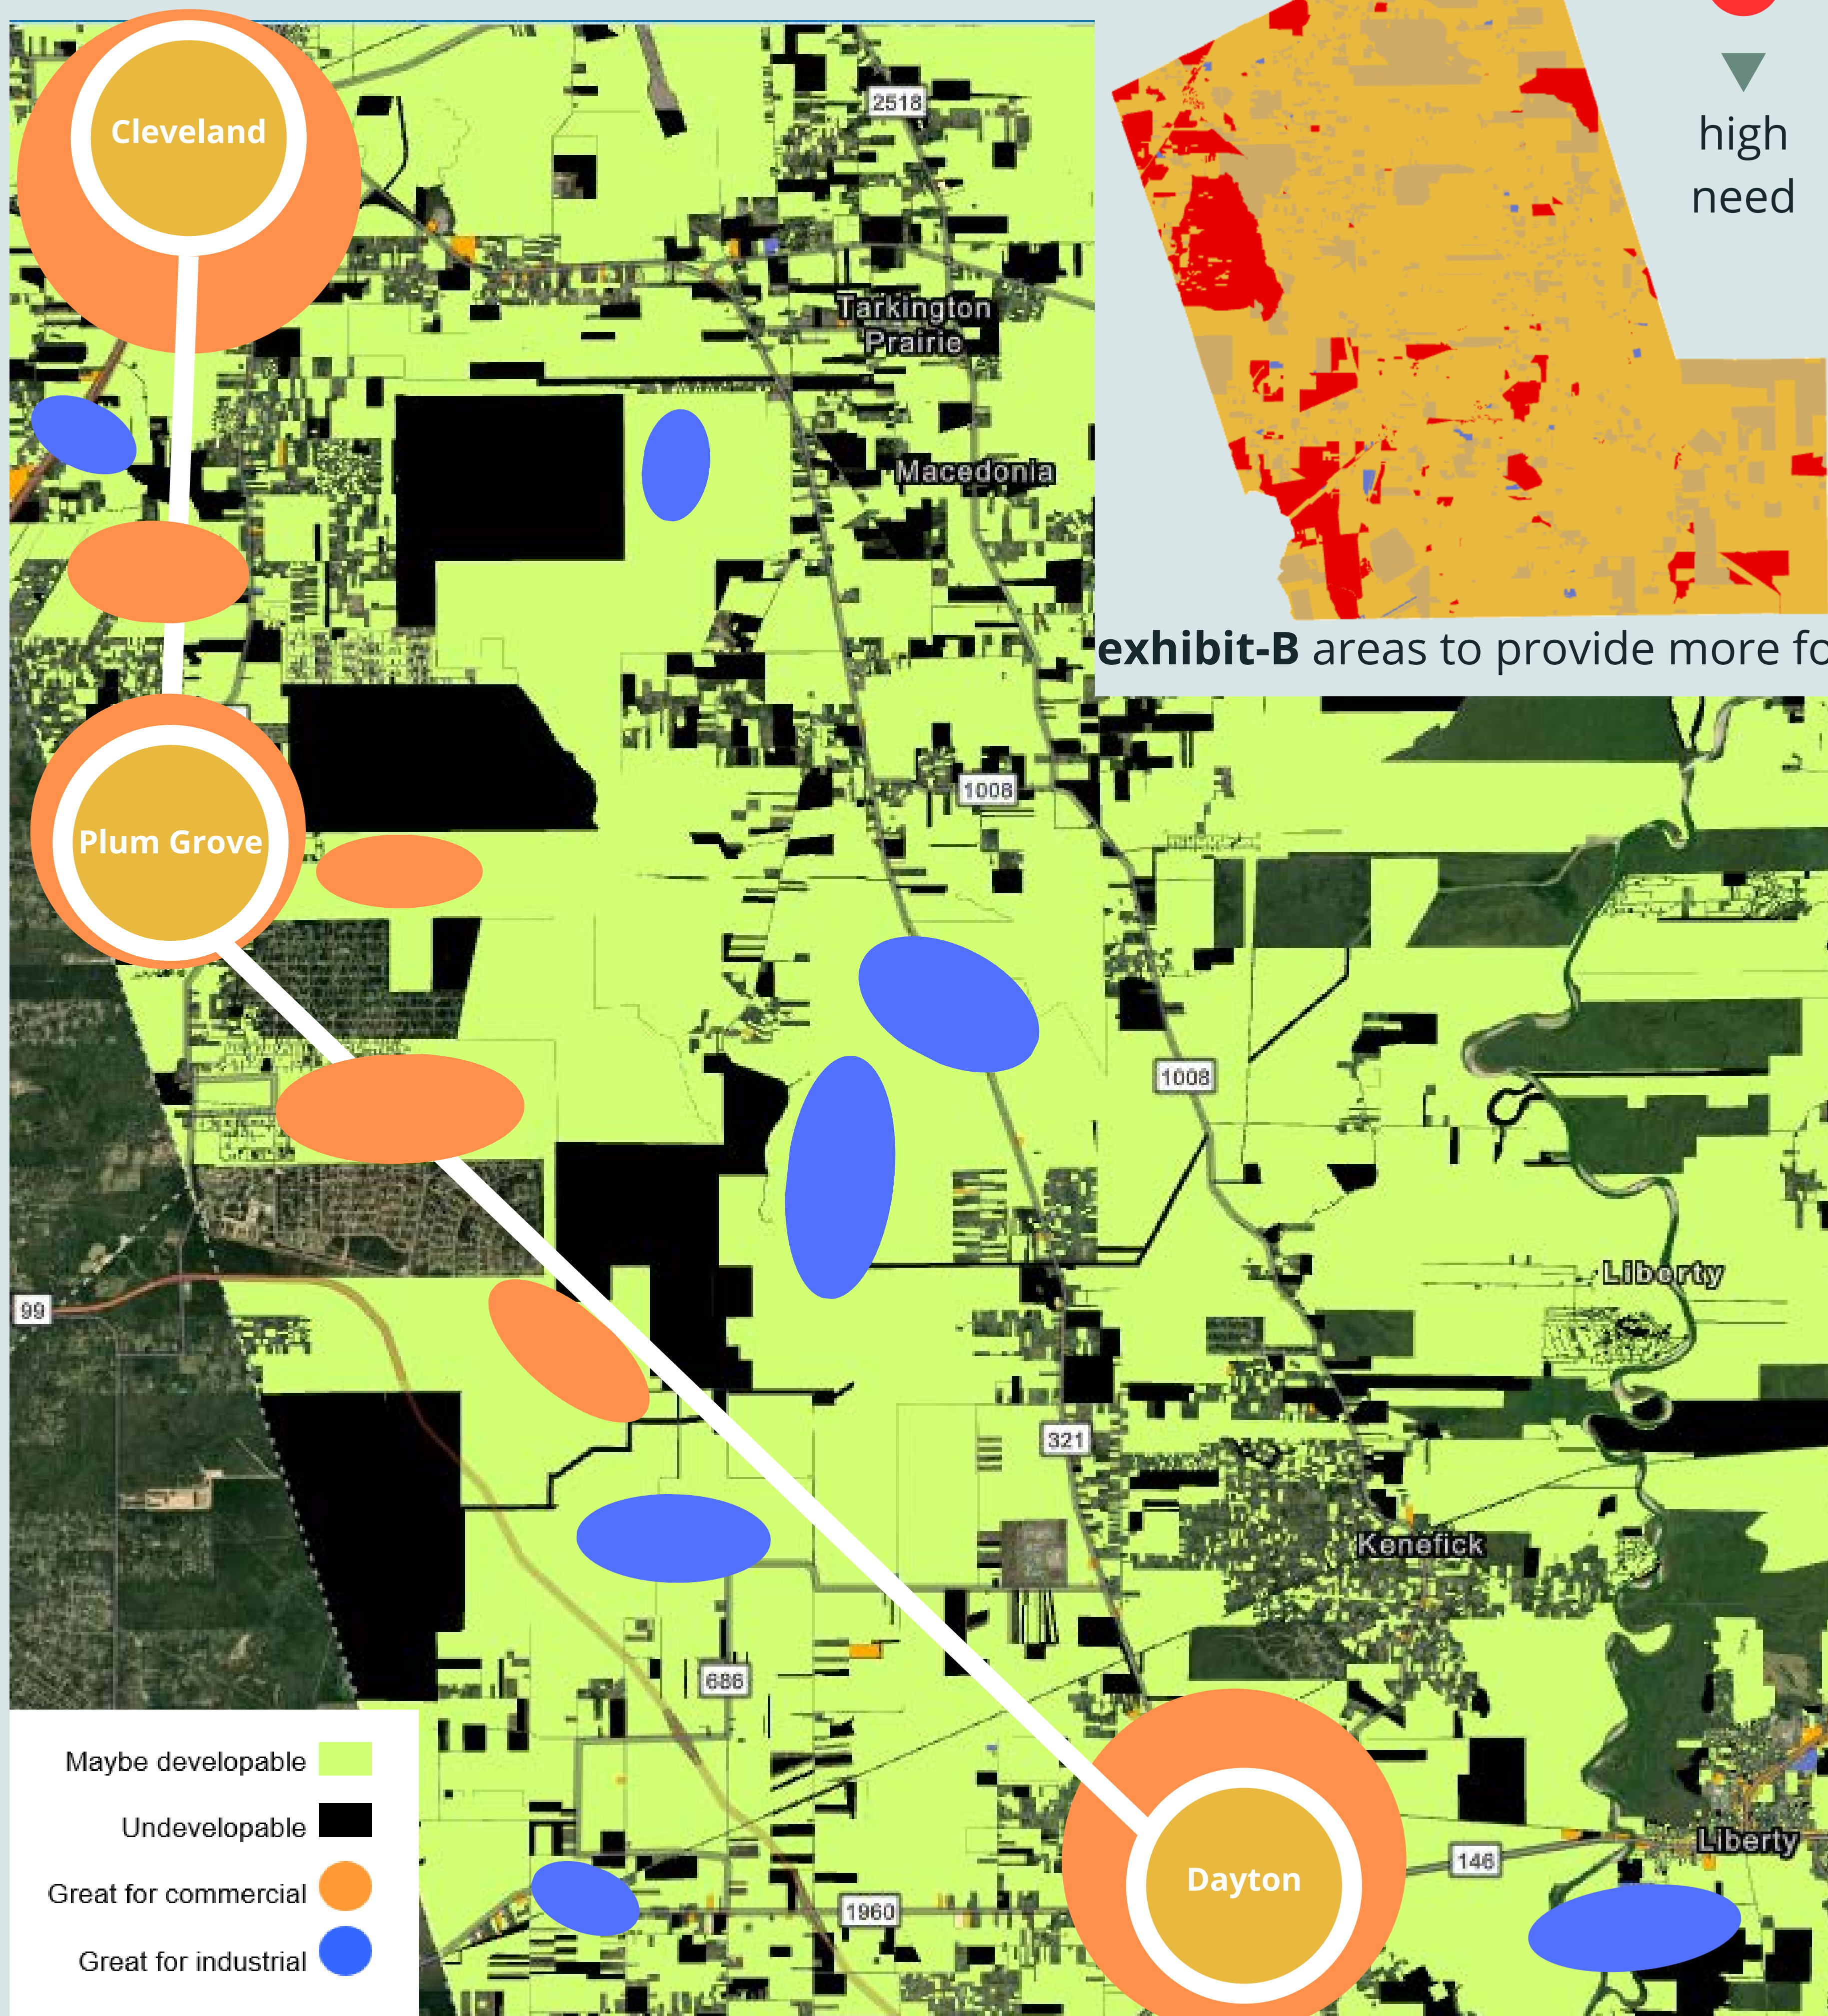 Cleveland
2518
high
need
Tarkington
Prairie
Macedonia
exhibit-B areas to provide more fo
1008
Plum Grove
1008
Liberty
99
321
Kenefick
686
Maybe developable
Undevelopable
Great for commercial
Great for industrial
Liberty
146
Dayton
1960